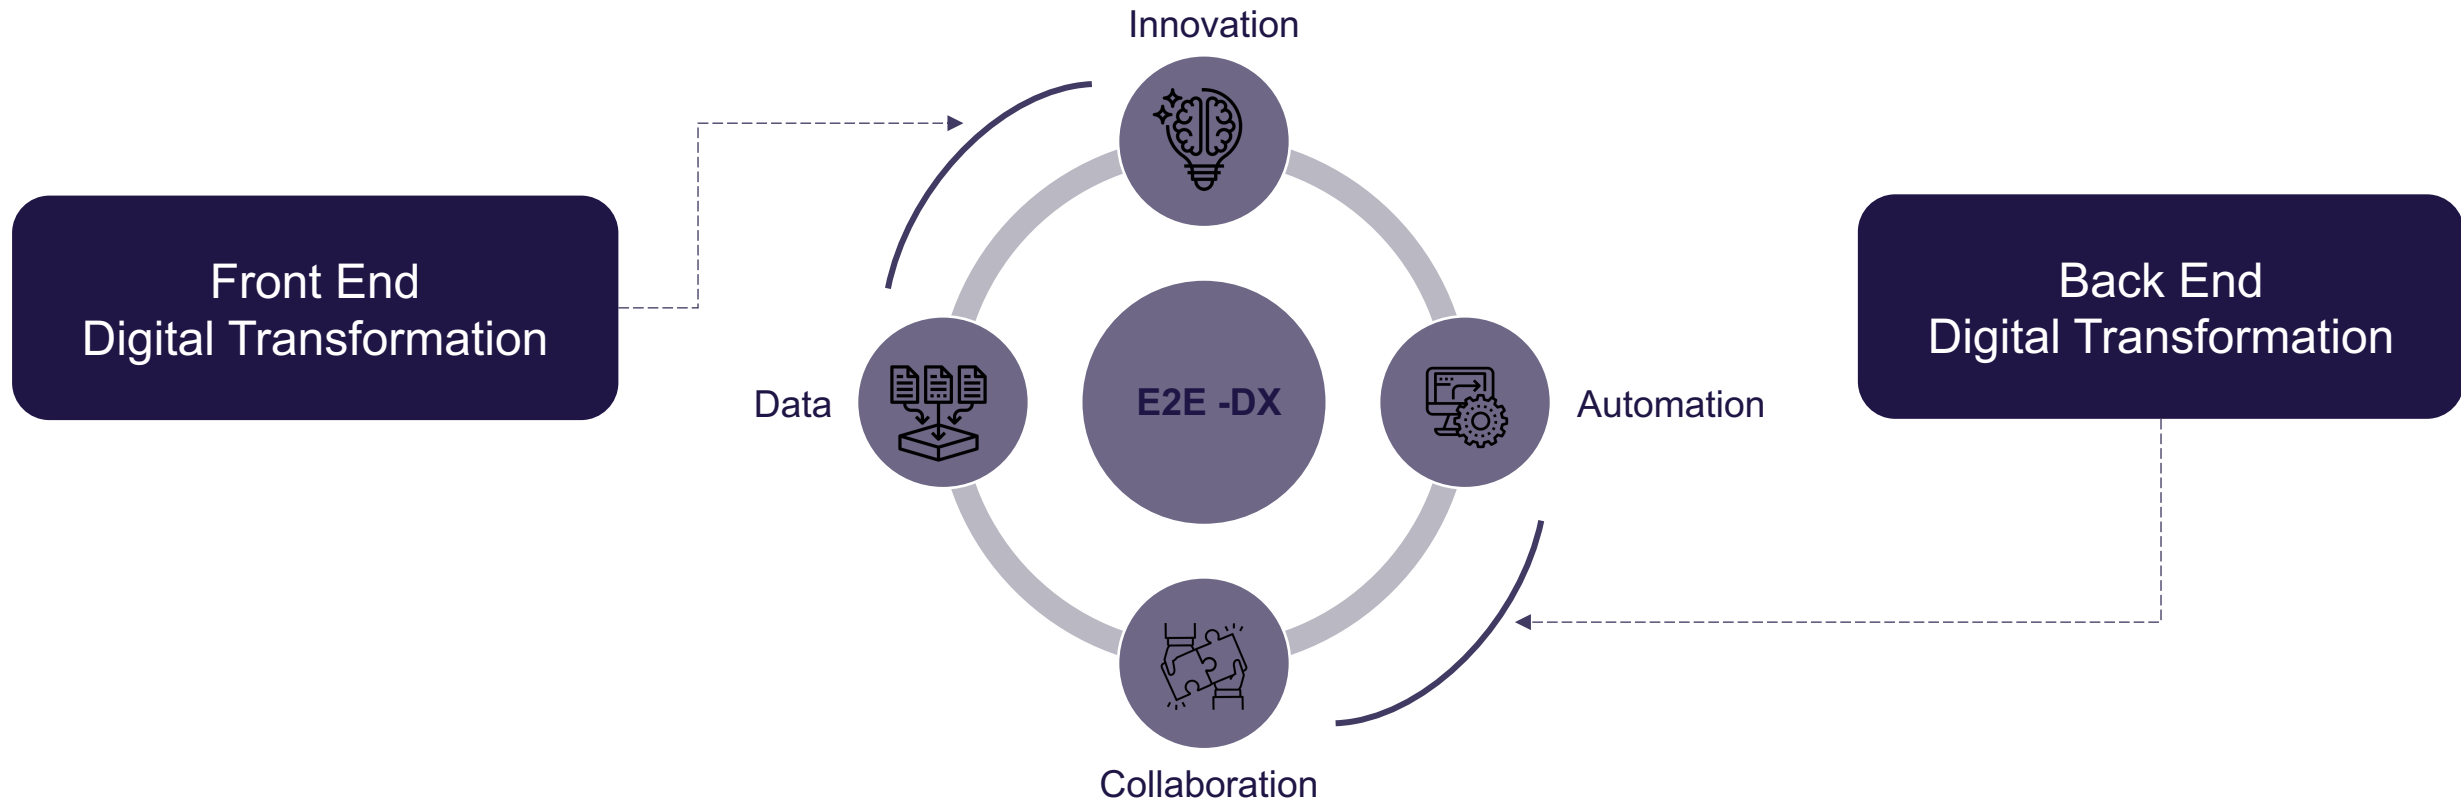 Innovation
Front End
Digital Transformation
Back End
Digital Transformation
Data
E2E -DX
Automation
Collaboration